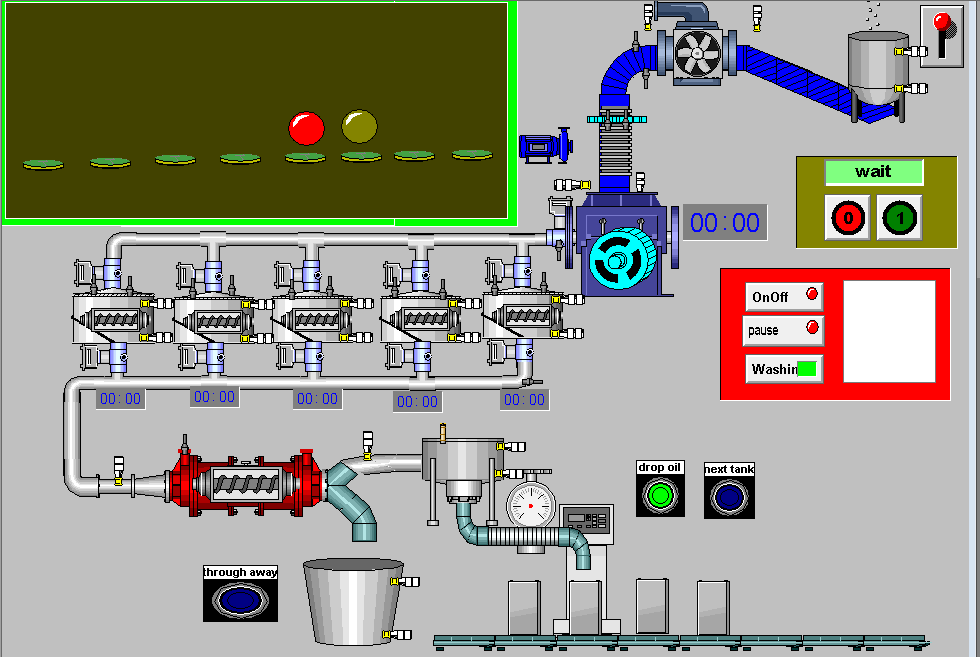 wait
00:00
0
1
OnOff
pause
Washin
00:00
00:00
00:00
00:00
00:00
drop oil
next tank
through away